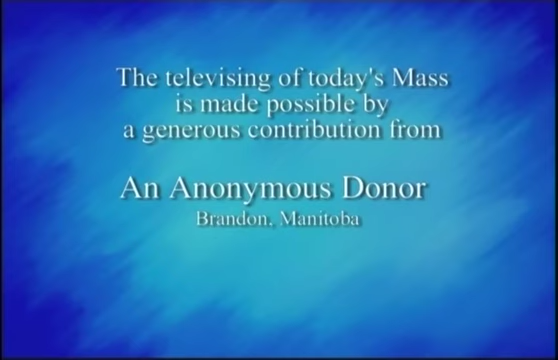 The televising of today's Mass
is made possible by
a generous contribution from
An Anonymous Donor
Brandon, Manitoba